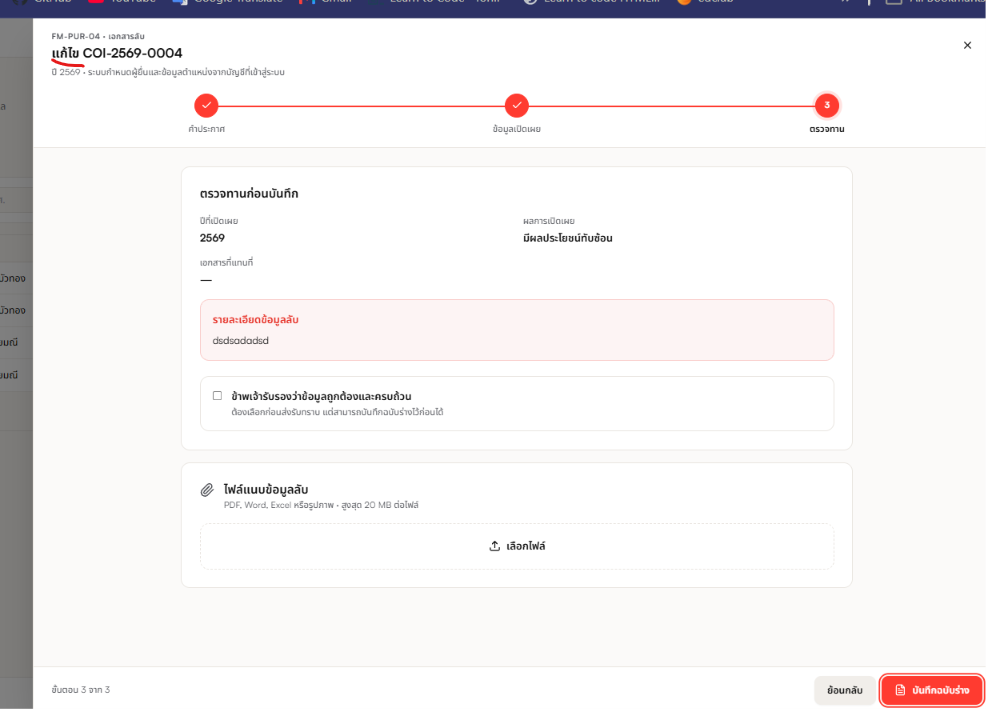 GitHub YouTube Google Translate Gmail
FM-PUR-04 • เอกสารลับ
แก้ไข COI-2569-0004
ปี 2569 • ระบบกำหนดผู้ยื่นและข้อมูลตำแหน่งจากบัญชีที่เข้าสู่ระบบ
3
คำประกาศ ข้อมูลเปิดเผย ตรวจทาน
ตรวจทานก่อนบันทึก
ปีที่เปิดเผย ผลการเปิดเผย
2569 มีผลประโยชน์ทับซ้อน
เอกสารที่แทนที่
—
รายละเอียดข้อมูลลับ
dsdsadadsd
ข้าพเจ้ารับรองว่าข้อมูลถูกต้องและครบถ้วน
ต้องเลือกก่อนส่งรับทราบ แต่สามารถบันทึกฉบับร่างไว้ก่อนได้
ไฟล์แนบข้อมูลลับ
PDF, Word, Excel หรือรูปภาพ • สูงสุด 20 MB ต่อไฟล์
เลือกไฟล์
ขั้นตอน 3 จาก 3 ย้อนกลับ บันทึกฉบับร่าง